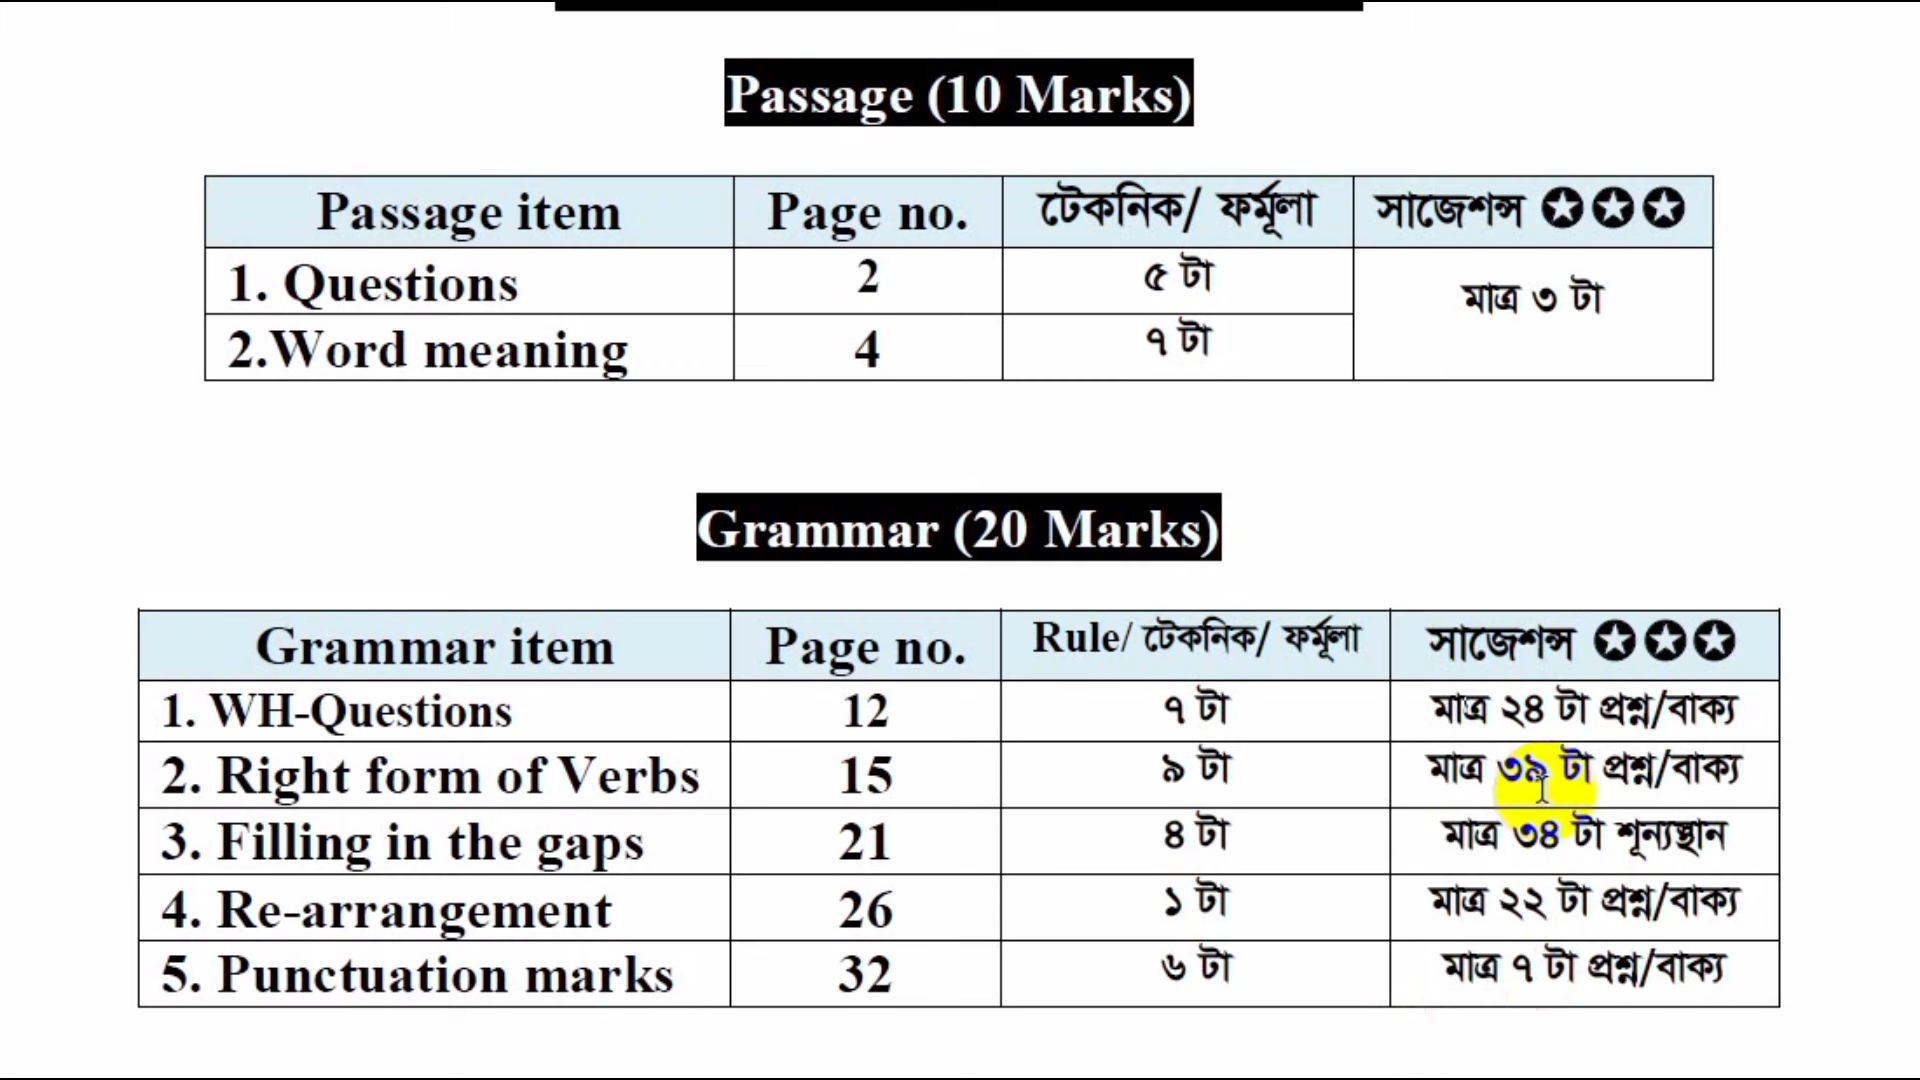 Passage (10 Marks)
Passage item Page no. টেকনিক/ ফর্মূলা সাজেশন্স ✪✪✪
1. Questions 2 ৫ টা মাত্র ৩ টা
2.Word meaning 4 ৭ টা
Grammar (20 Marks)
Grammar item Page no. Rule/ টেকনিক/ ফর্মূলা সাজেশন্স ✪✪✪
1. WH-Questions 12 ৭ টা মাত্র ২৪ টা প্রশ্ন/বাক্য
2. Right form of Verbs 15 ৯ টা মাত্র ৩৯ টা প্রশ্ন/বাক্য
3. Filling in the gaps 21 ৪ টা মাত্র ৩৪ টা শূন্যস্থান
4. Re-arrangement 26 ১ টা মাত্র ২২ টা প্রশ্ন/বাক্য
5. Punctuation marks 32 ৬ টা মাত্র ৭ টা প্রশ্ন/বাক্য